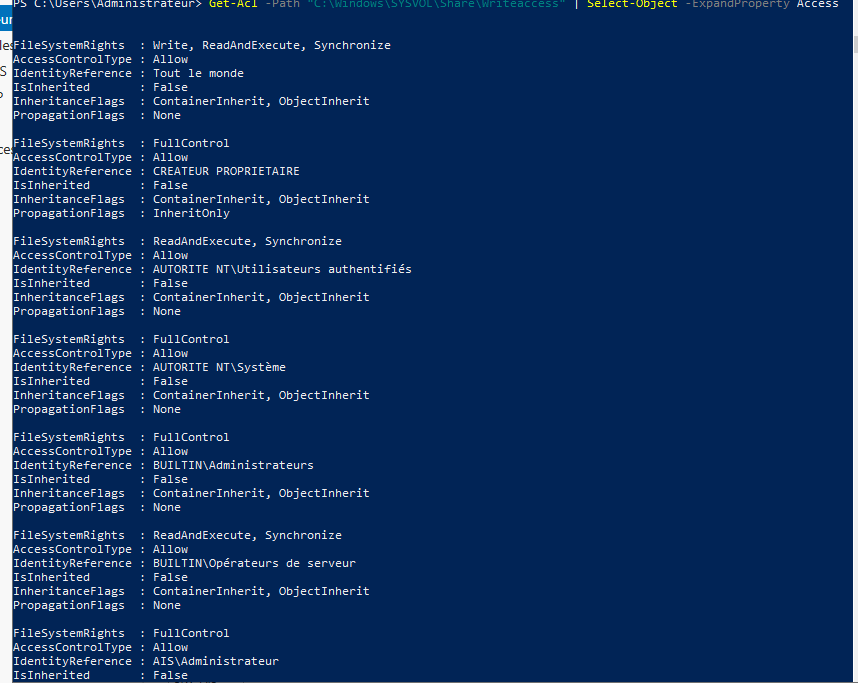 PS C:\Users\Administrateur> Get-Acl -Path "C:\Windows\SYSVOL\Share\Writeaccess" | Select-Object -ExpandProperty Access
FileSystemRights  : Write, ReadAndExecute, Synchronize
AccessControlType : Allow
IdentityReference : Tout le monde
IsInherited       : False
InheritanceFlags  : ContainerInherit, ObjectInherit
PropagationFlags  : None
FileSystemRights  : FullControl
AccessControlType : Allow
IdentityReference : CREATEUR PROPRIETAIRE
IsInherited       : False
InheritanceFlags  : ContainerInherit, ObjectInherit
PropagationFlags  : InheritOnly
FileSystemRights  : ReadAndExecute, Synchronize
AccessControlType : Allow
IdentityReference : AUTORITE NT\Utilisateurs authentifiés
IsInherited       : False
InheritanceFlags  : ContainerInherit, ObjectInherit
PropagationFlags  : None
FileSystemRights  : FullControl
AccessControlType : Allow
IdentityReference : AUTORITE NT\Système
IsInherited       : False
InheritanceFlags  : ContainerInherit, ObjectInherit
PropagationFlags  : None
FileSystemRights  : FullControl
AccessControlType : Allow
IdentityReference : BUILTIN\Administrateurs
IsInherited       : False
InheritanceFlags  : ContainerInherit, ObjectInherit
PropagationFlags  : None
FileSystemRights  : ReadAndExecute, Synchronize
AccessControlType : Allow
IdentityReference : BUILTIN\Opérateurs de serveur
IsInherited       : False
InheritanceFlags  : ContainerInherit, ObjectInherit
PropagationFlags  : None
FileSystemRights  : FullControl
AccessControlType : Allow
IdentityReference : AIS\Administrateur
IsInherited       : False